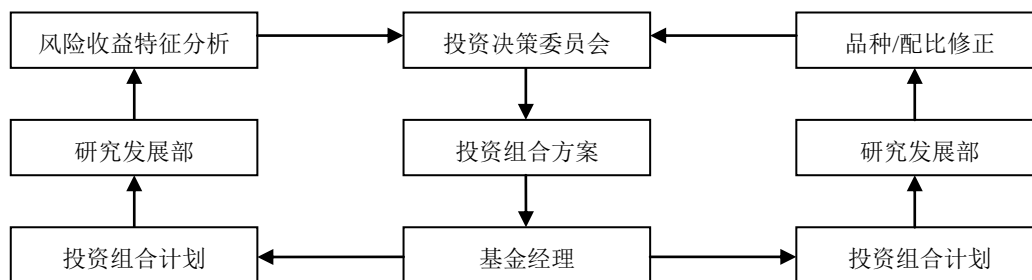 风险收益特征分析
投资决策委员会
品种/配比修正
研究发展部
投资组合方案
研究发展部
投资组合计划
基金经理
投资组合计划